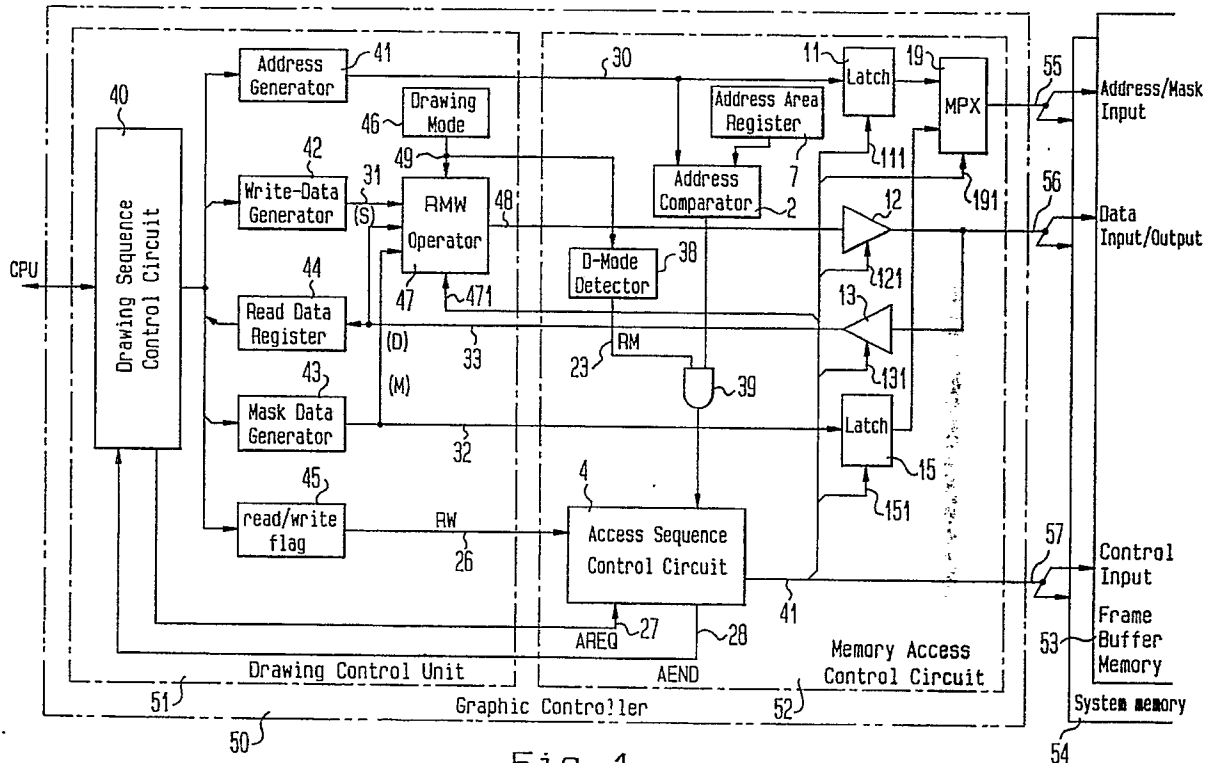 41
Address
Generator
30
11
Latch
111
19
MPX
191
55
Address/Mask
Input
40
Drawing Sequence
Control Circuit
CPU
46
Drawing
Mode
49
Address Area
Register
7
42
Write-Data
Generator
31
(S)
RMW
Operator
47
48
471
Address
Comparator
2
12
121
56
Data
Input/Output
D-Mode
Detector
38
44
Read Data
Register
(D)
33
RM
23
13
131
39
43
Mask Data
Generator
(M)
32
Latch
15
151
45
read/write
flag
RW
26
4
Access Sequence
Control Circuit
41
57
Control
Input
27
AREQ
28
AEND
Frame
Buffer
Memory
53
Drawing Control Unit
51
Memory Access
Control Circuit
52
Graphic Controller
50
System memory
54